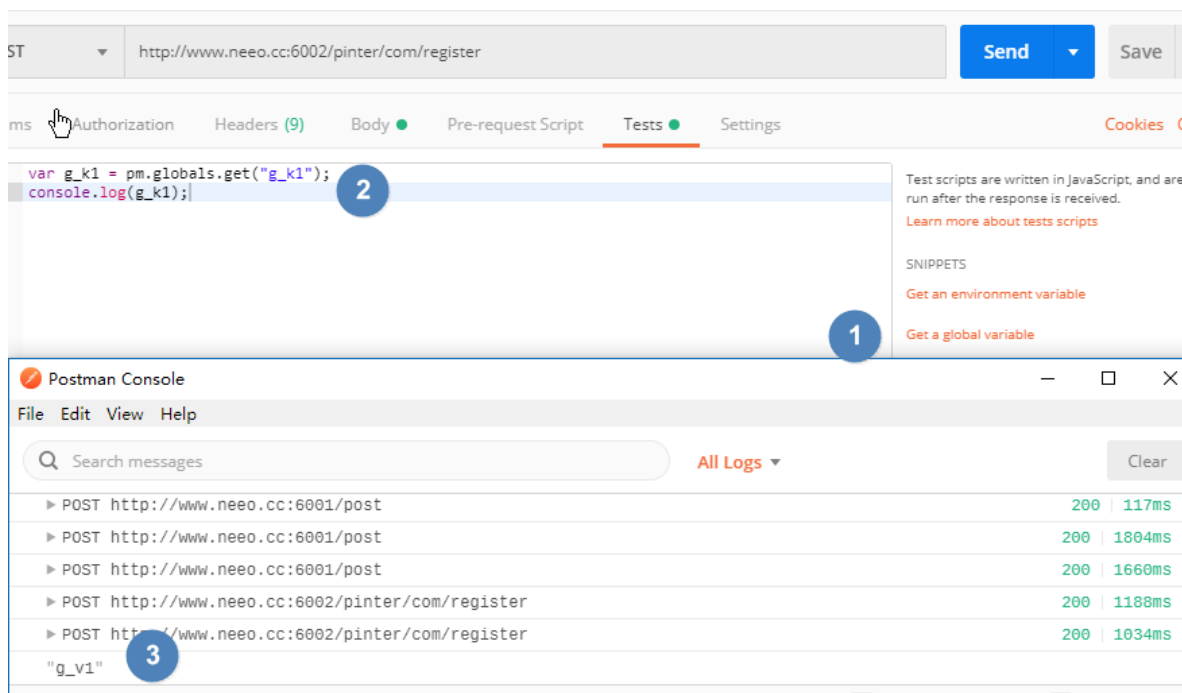 ST http://www.neeo.cc:6002/pinter/com/register Send Save
ms Authorization Headers (9) Body Pre-request Script Tests Settings Cookies
var g_k1 = pm.globals.get("g_k1");
console.log(g_k1);
2
Test scripts are written in JavaScript, and are
run after the response is received.
Learn more about tests scripts
SNIPPETS
Get an environment variable
1
Get a global variable
Postman Console
File Edit View Help
Search messages All Logs Clear
POST http://www.neeo.cc:6001/post 200 117ms
POST http://www.neeo.cc:6001/post 200 1804ms
POST http://www.neeo.cc:6001/post 200 1660ms
POST http://www.neeo.cc:6002/pinter/com/register 200 1188ms
POST http://www.neeo.cc:6002/pinter/com/register 200 1034ms
3
"g_v1"